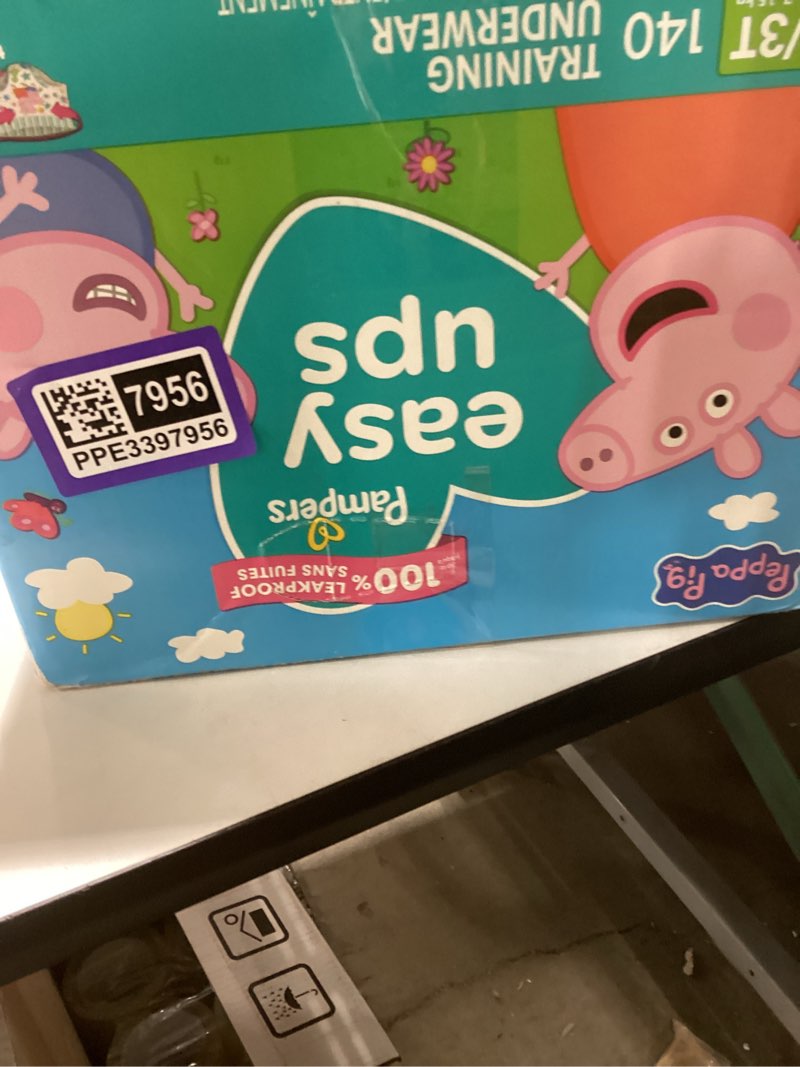 100% LEAKPROOF
SANS FUITES
Peppa Pig
Pampers
easy
ups
TRAINING
UNDERWEAR
140
/3T
7956
PPE3397956